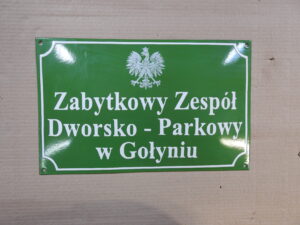 Zabytkowy Zespół
Dworsko - Parkowy
w Gołyniu